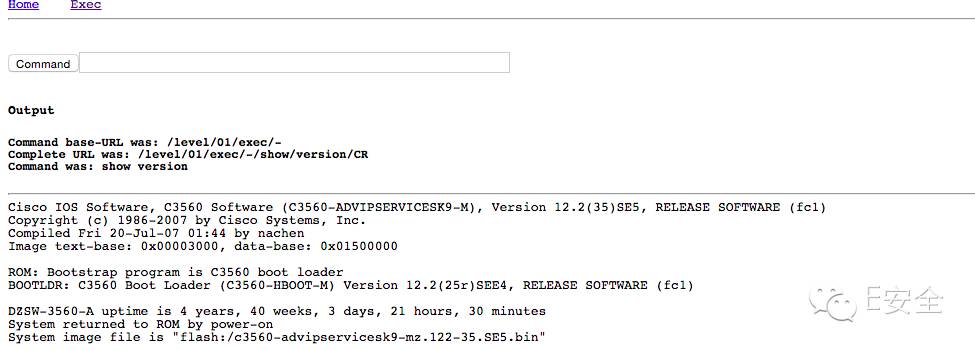 Home Exec
Command
Output
Command base-URL was: /level/01/exec/-
Complete URL was: /level/01/exec/-/show/version/CR
Command was: show version
Cisco IOS Software, C3560 Software (C3560-ADVIPSERVICESK9-M), Version 12.2(35)SE5, RELEASE SOFTWARE (fc1)
Copyright (c) 1986-2007 by Cisco Systems, Inc.
Compiled Fri 20-Jul-07 01:44 by nachen
Image text-base: 0x00003000, data-base: 0x01500000
ROM: Bootstrap program is C3560 boot loader
BOOTLDR: C3560 Boot Loader (C3560-HBOOT-M) Version 12.2(25r)SEE4, RELEASE SOFTWARE (fc1)
DZSW-3560-A uptime is 4 years, 40 weeks, 3 days, 21 hours, 30 minutes
System returned to ROM by power-on
System image file is "flash:/c3560-advipservicesk9-mz.122-35.SE5.bin"
E安全